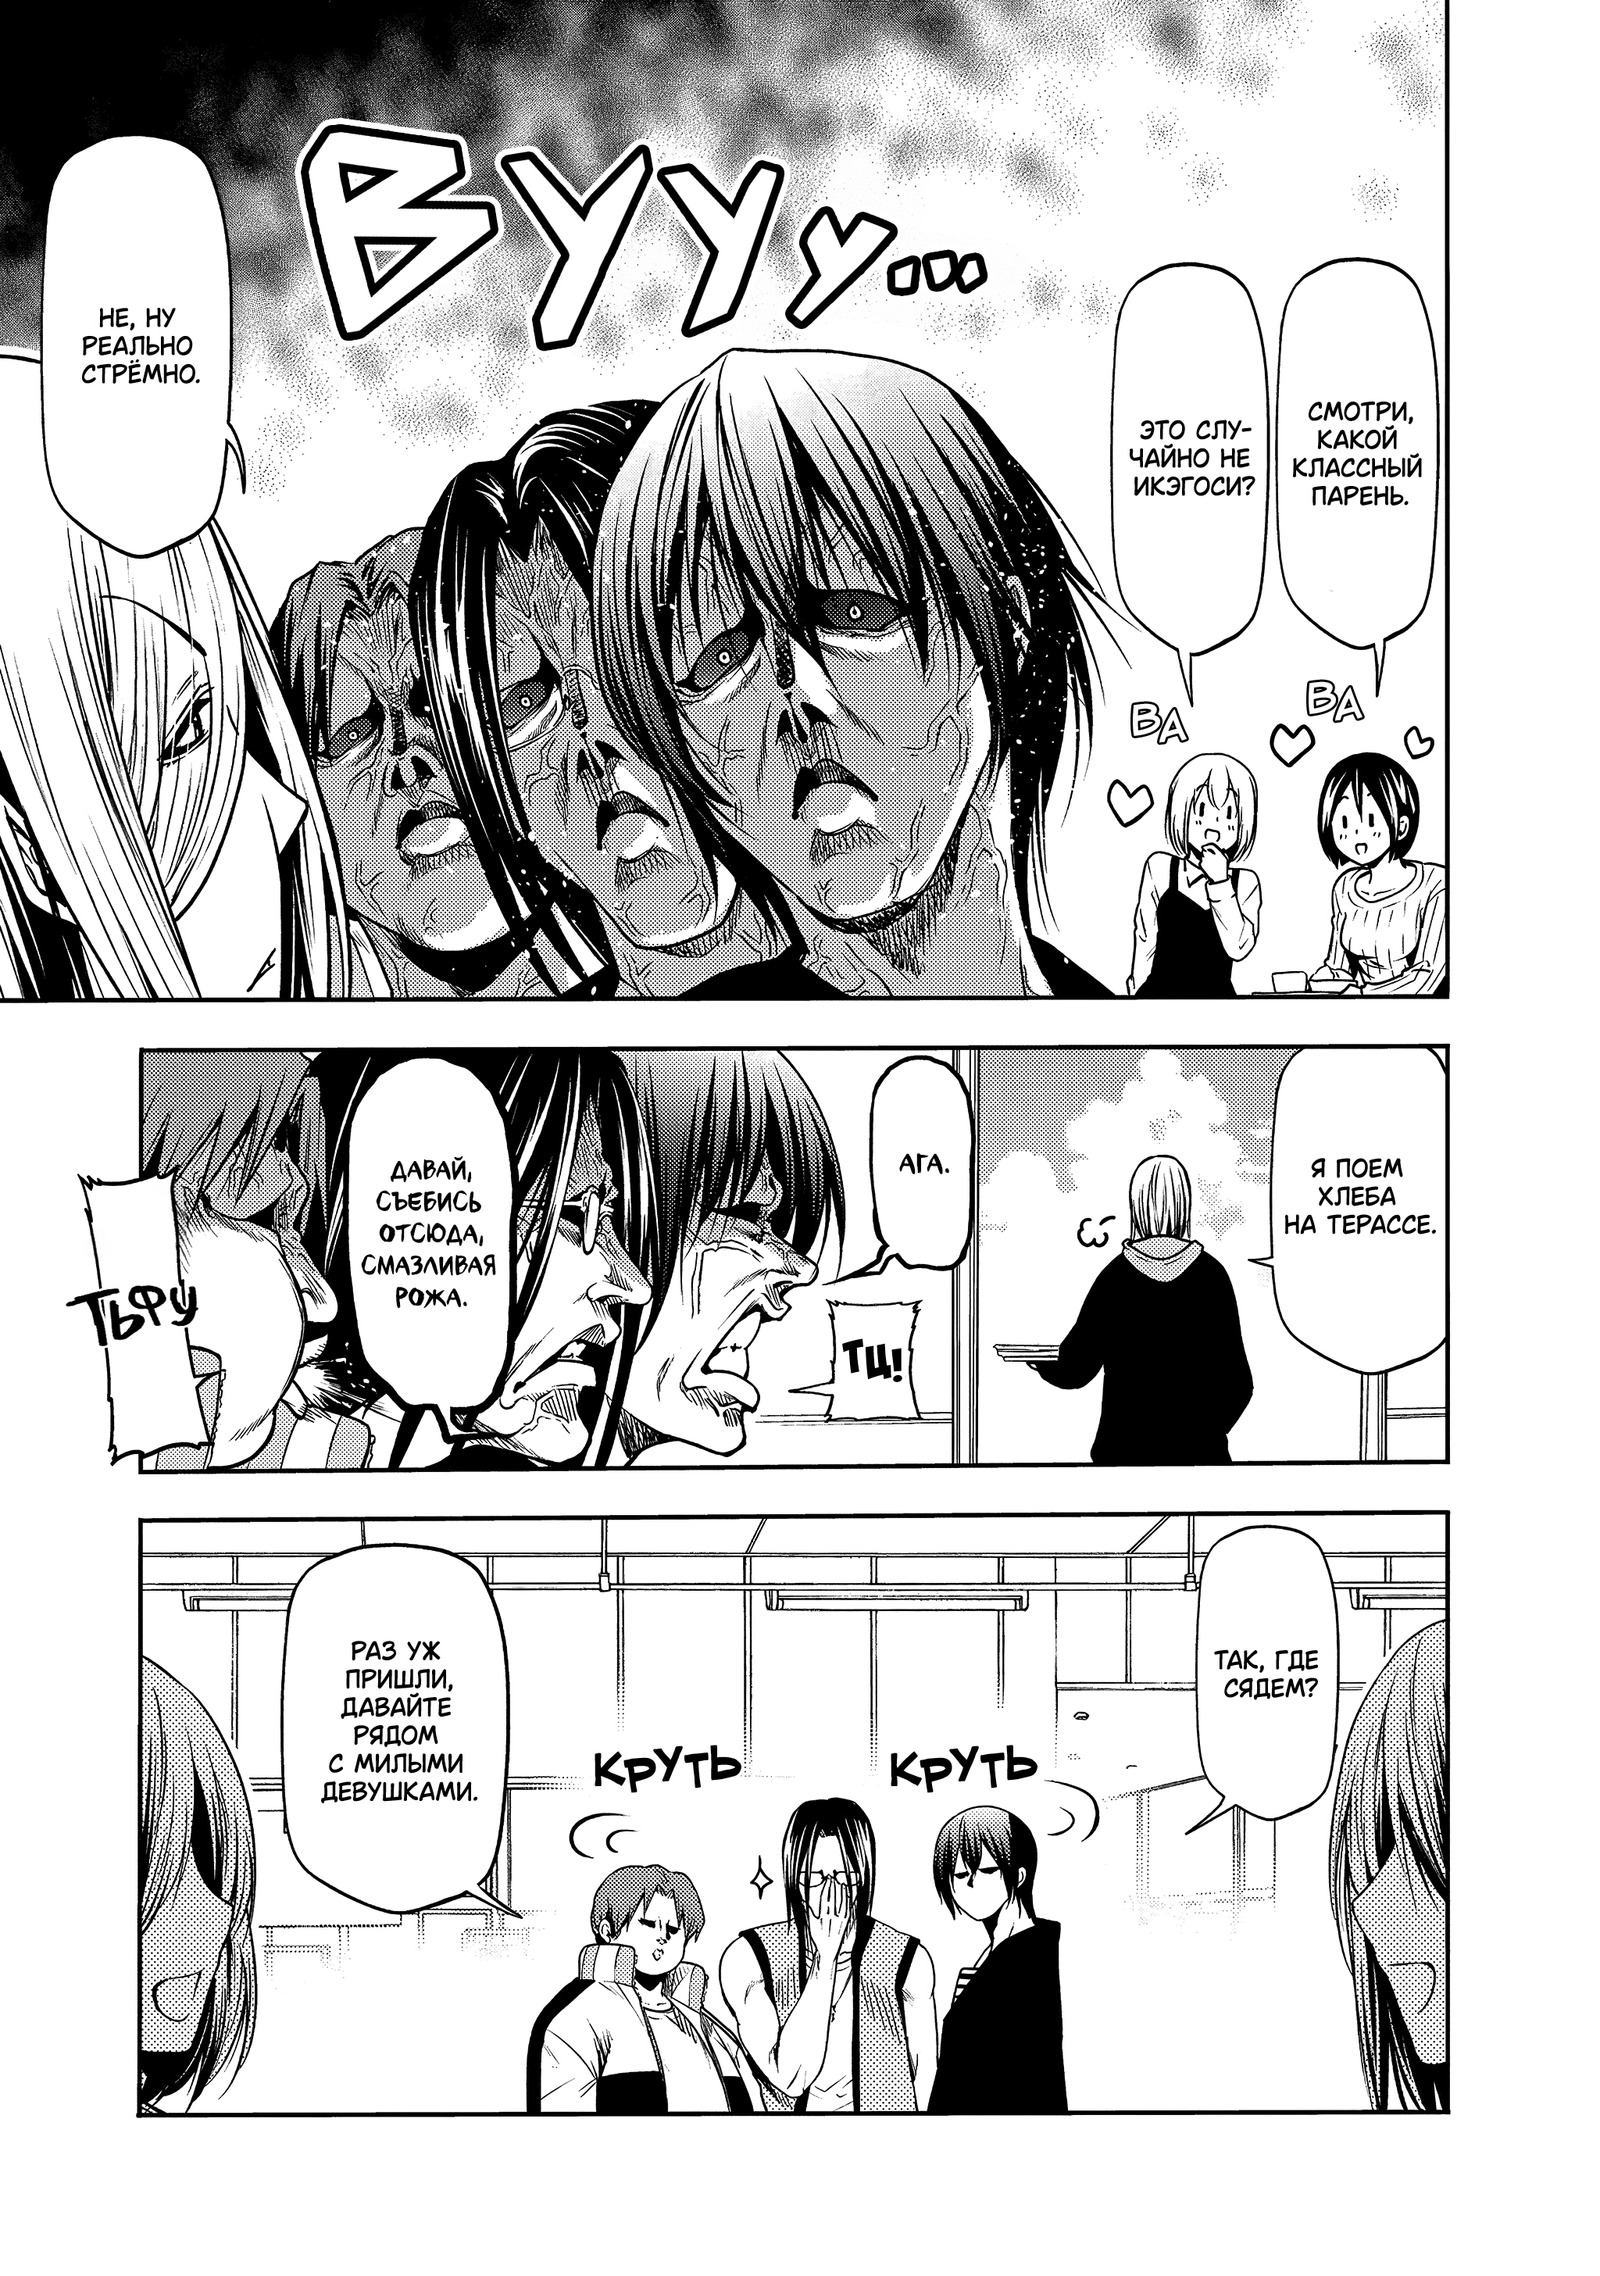 СМОТРИ,
КАКОЙ
КЛАССНЫЙ
ПАРЕНЬ.
ЭТО СЛУ-
ЧАЙНО НЕ
ИКЭГОСИ?
ВА
ВА
ВУУу...
НЕ, НУ
РЕАЛЬНО
СТРЁМНО.
Я ПОЕМ
ХЛЕБА
НА ТЕРАССЕ.
АГА.
ТЦ!
ДАВАЙ,
СЪЕБИСЬ
ОТСЮДА,
СМАЗЛИВАЯ
РОЖА.
ТЬФУ
ТАК, ГДЕ
СЯДЕМ?
КРУТЬ
КРУТЬ
РАЗ УЖ
ПРИШЛИ,
ДАВАЙТЕ
РЯДОМ
С МИЛЫМИ
ДЕВУШКАМИ.